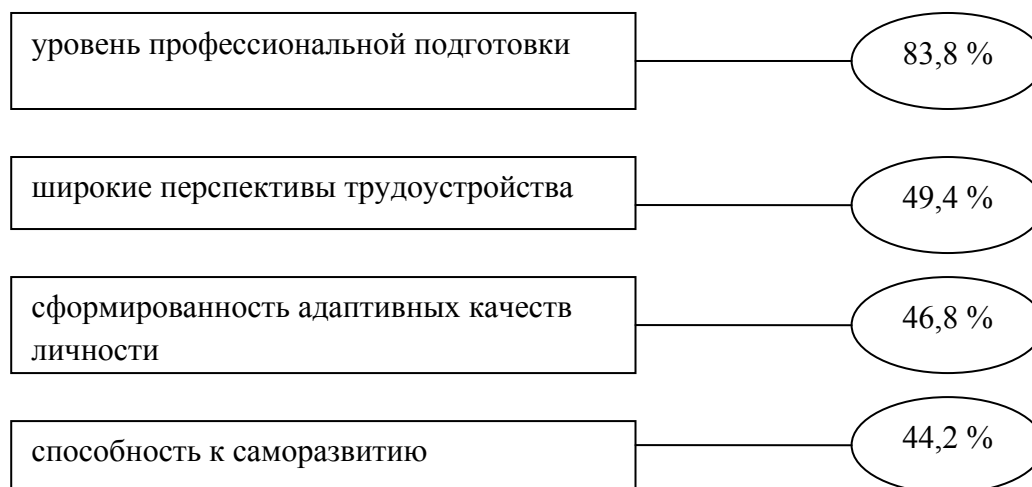 уровень профессиональной подготовки
83,8 %
широкие перспективы трудоустройства
49,4 %
сформированность адаптивных качеств
личности
46,8 %
способность к саморазвитию
44,2 %